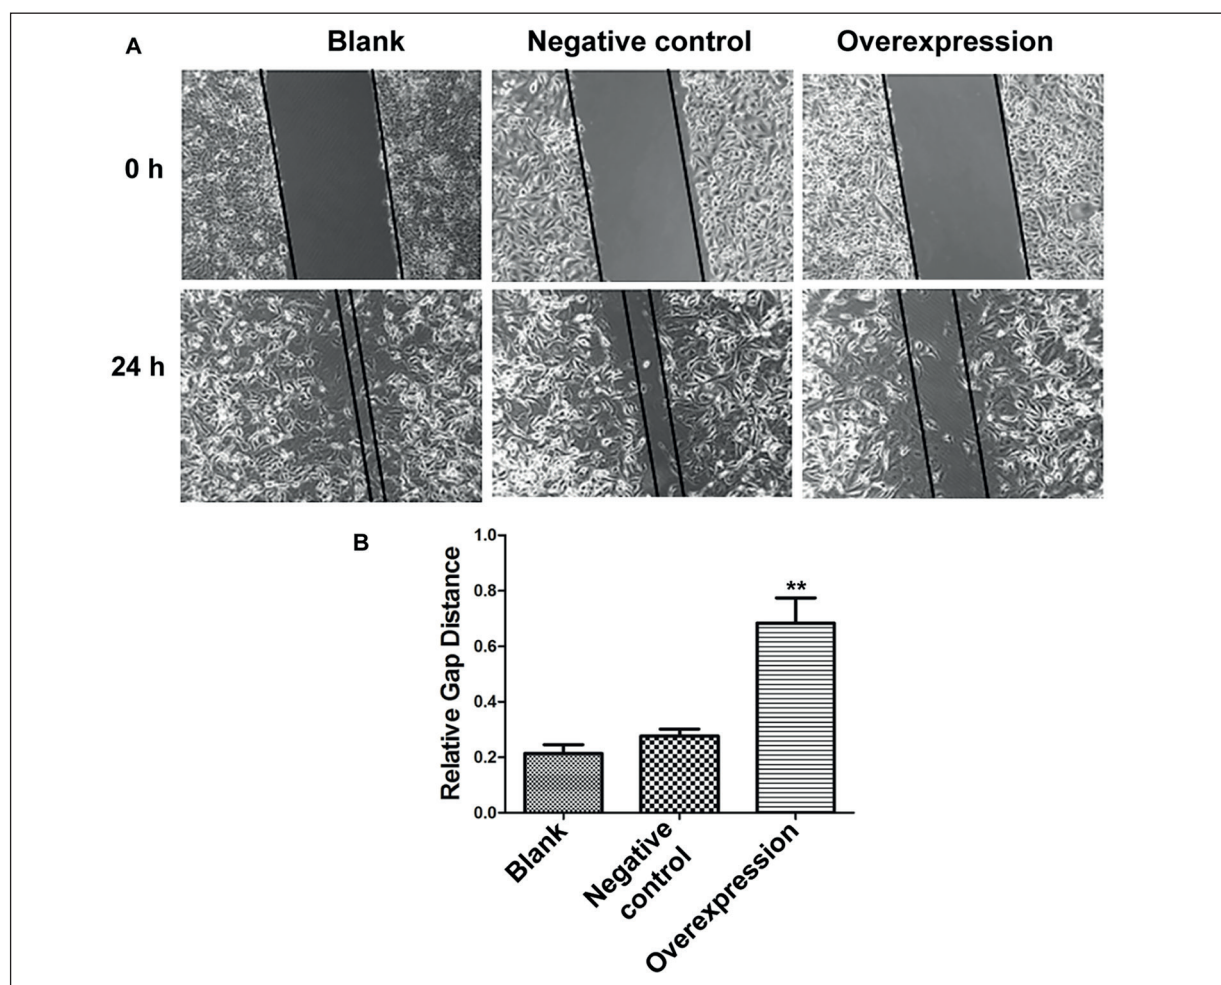 A
Blank
Negative control
Overexpression
0 h
24 h
B
Relative Gap Distance
1.0
0.8
0.6
0.4
0.2
0.0
**
Blank
Negative
control
Overexpression